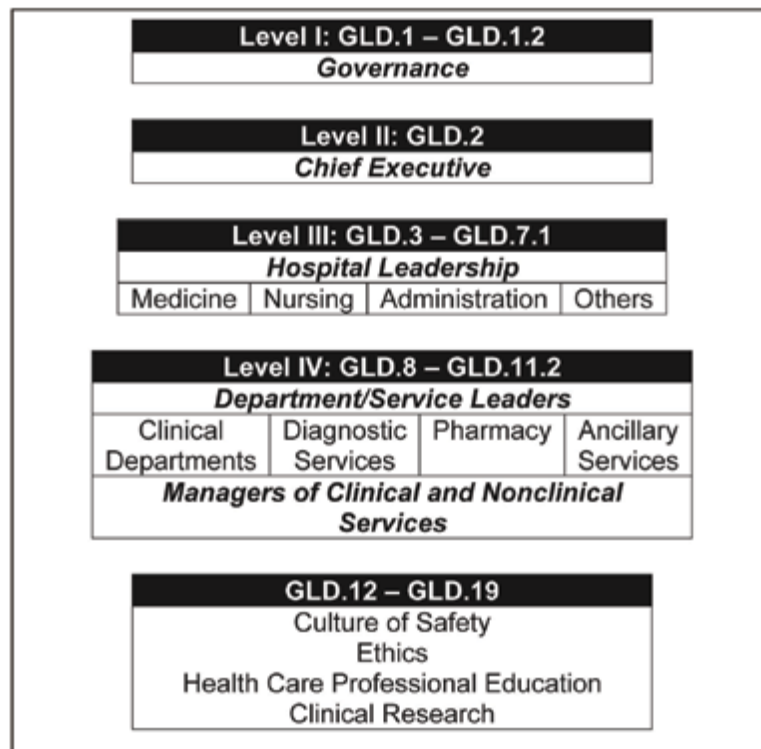 Level I: GLD.1 – GLD.1.2
Governance
Level II: GLD.2
Chief Executive
Level III: GLD.3 – GLD.7.1
Hospital Leadership
Medicine Nursing Administration Others
Level IV: GLD.8 – GLD.11.2
Department/Service Leaders
Clinical Departments Diagnostic Services Pharmacy Ancillary Services
Managers of Clinical and Nonclinical
Services
GLD.12 – GLD.19
Culture of Safety
Ethics
Health Care Professional Education
Clinical Research